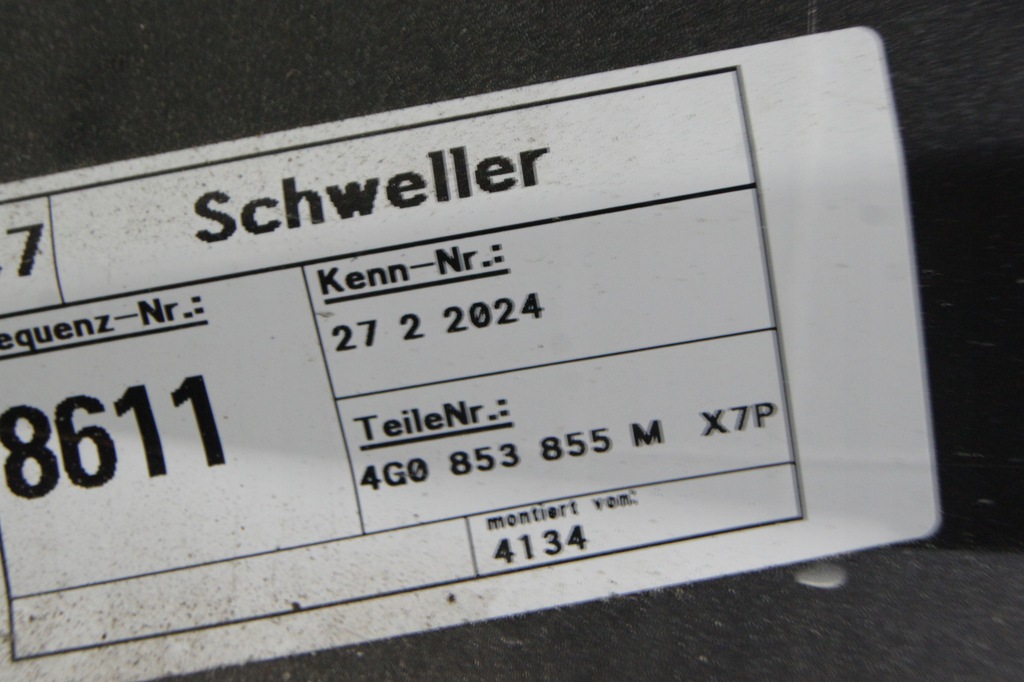 7 Schweller
equenz-Nr.:
8611
Kenn-Nr.:
27 2 2024
TeileNr.:
4G0 853 855 M X7P
montiert vom:
4134